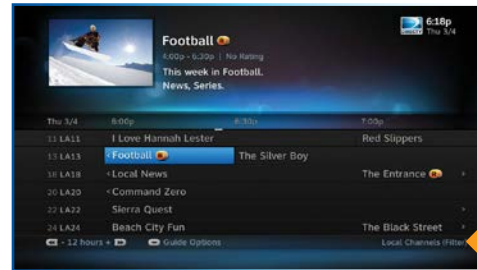 Football
6:18p
DIRECTV Thu 3/4
4:00p - 6:30p | No Rating
This week in Football.
News, Series.
Thu 3/4 6:00p 6:30p 7:00p
11 LA11 I Love Hannah Lester Red Slippers
13 LA13 Football The Silver Boy
18 LA18 Local News The Entrance
20 LA20 Command Zero
22 LA22 Sierra Quest
24 LA24 Beach City Fun The Black Street
- 12 hours + Guide Options Local Channels (Filter)